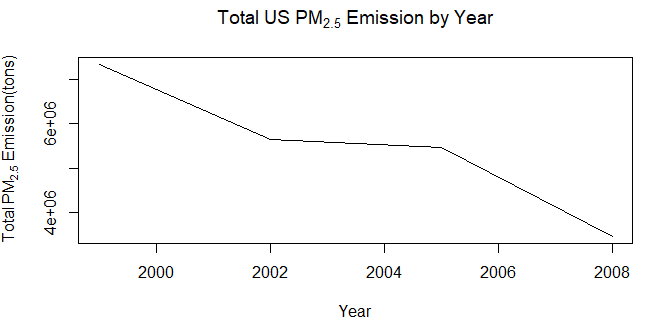 Total US PM2.5 Emission by Year
Total PM2.5 Emission(tons)
6e+06
4e+06
2000 2002 2004 2006 2008
Year